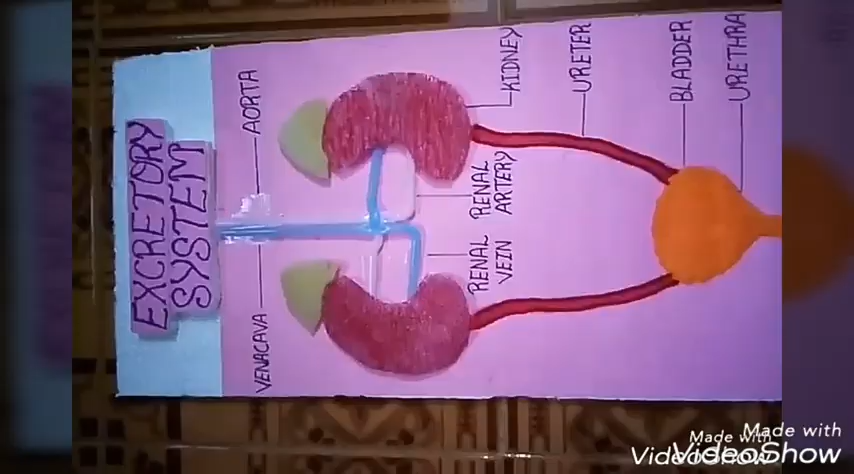 EXCRETORY
SYSTEM
AORTA
VENACAVA
KIDNEY
RENAL
ARTERY
RENAL
VEIN
URETER
BLADDER
URETHRA
Made with
VideoShow
Made with
VideoShow